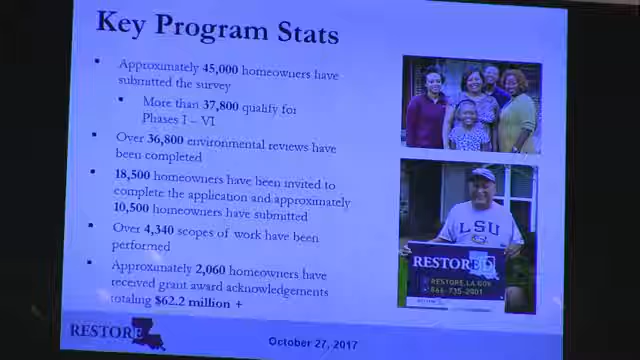 Key Program Stats
Approximately 45,000 homeowners have
submitted the survey
More than 37,800 qualify for
Phases I – VI
Over 36,800 environmental reviews have
been completed
18,500 homeowners have been invited to
complete the application and approximately
10,500 homeowners have submitted
Over 4,340 scopes of work have been
performed
Approximately 2,060 homeowners have
received grant award acknowledgements
totaling $62.2 million +
LSU
RESTORED
RESTORE.LA.GOV
866-735-2001
RESTORE
October 27, 2017